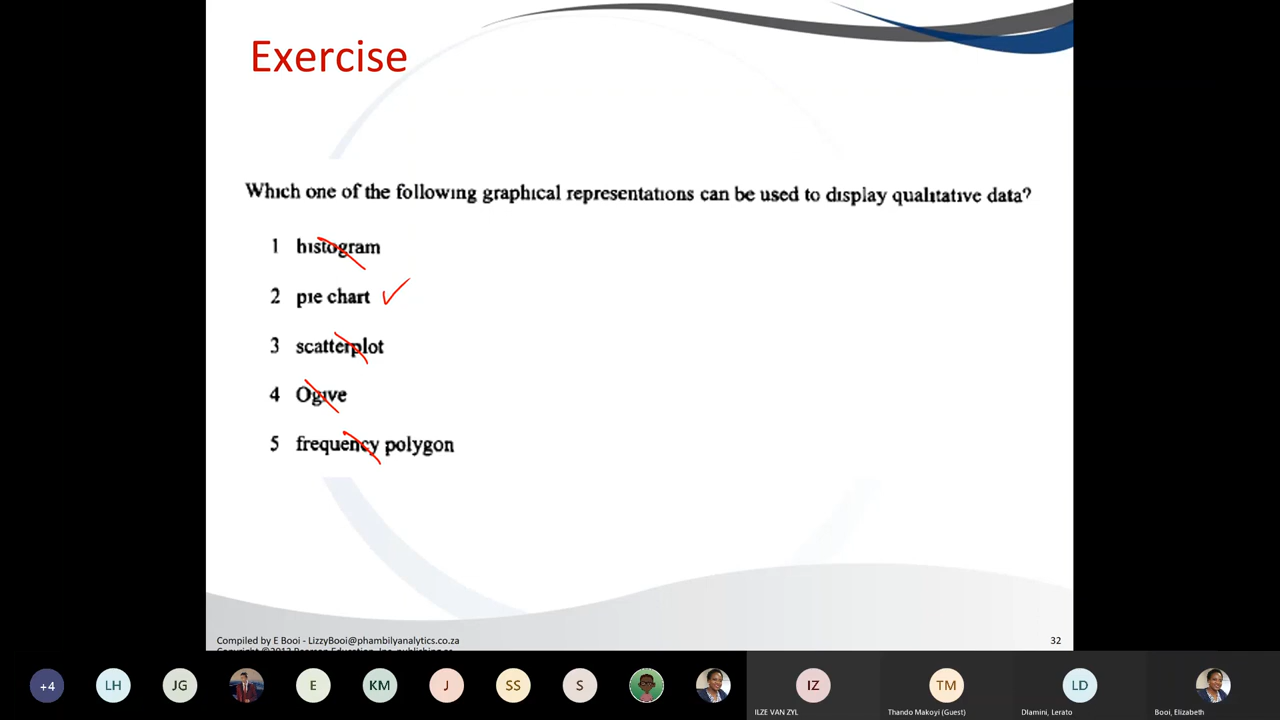 Exercise
Which one of the following graphical representations can be used to display qualitative data?
1 histogram
2 pie chart
3 scatterplot
4 Ogive
5 frequency polygon
Compiled by E Booi - LizzyBooi@phambilyanalytics.co.za
32
+4
LH
JG
E
KM
J
SS
S
IZ
TM
LD
ILZE VAN ZYL
Thando Makoyi (Guest)
Dlamini, Lerato
Booi, Elizabeth